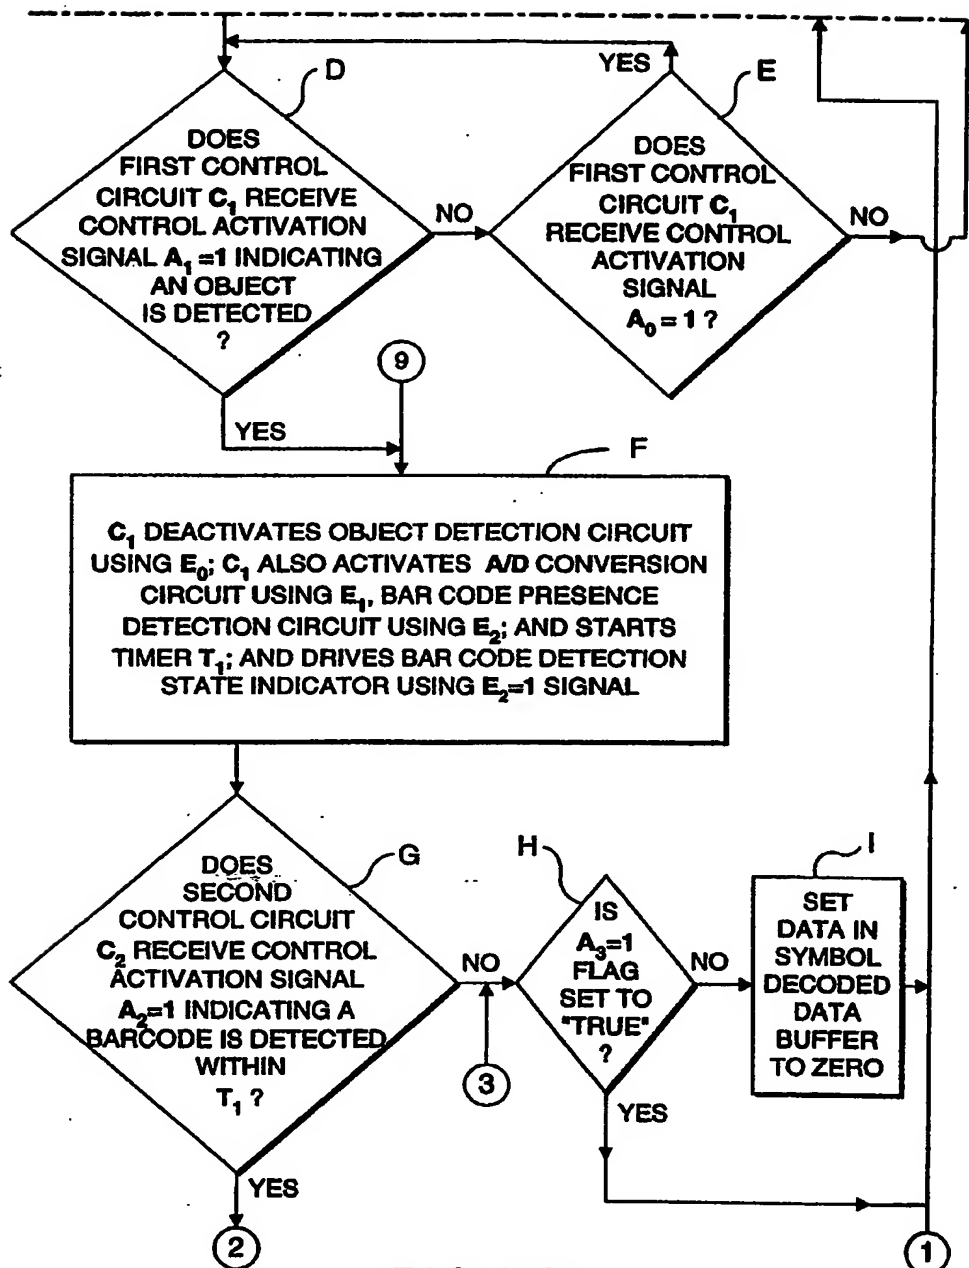 YES
D
E
DOES
FIRST CONTROL
CIRCUIT C1 RECEIVE
CONTROL ACTIVATION
SIGNAL A1 =1 INDICATING
AN OBJECT
IS DETECTED
?
NO
DOES
FIRST CONTROL
CIRCUIT C1
RECEIVE CONTROL
ACTIVATION
SIGNAL
A0 = 1 ?
NO
9
YES
F
C1 DEACTIVATES OBJECT DETECTION CIRCUIT
USING E0; C1 ALSO ACTIVATES A/D CONVERSION
CIRCUIT USING E1, BAR CODE PRESENCE
DETECTION CIRCUIT USING E2; AND STARTS
TIMER T1; AND DRIVES BAR CODE DETECTION
STATE INDICATOR USING E2=1 SIGNAL
G
DOES
SECOND
CONTROL CIRCUIT
C2 RECEIVE CONTROL
ACTIVATION SIGNAL
A2=1 INDICATING A
BARCODE IS DETECTED
WITHIN
T1 ?
NO
3
H
IS
A3=1
FLAG
SET TO
"TRUE"
?
NO
I
SET
DATA IN
SYMBOL
DECODED
DATA
BUFFER
TO ZERO
YES
YES
2
1